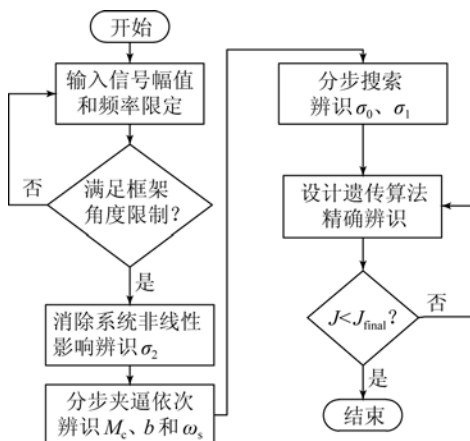 开始
输入信号幅值
和频率限定
满足框架
角度限制?
否
是
消除系统非线性
影响辨识σ₂
分步夹逼依次
辨识M_c、b和ω_s
分步搜索
辨识σ₀、σ₁
设计遗传算法
精确辨识
J<J_final?
否
是
结束